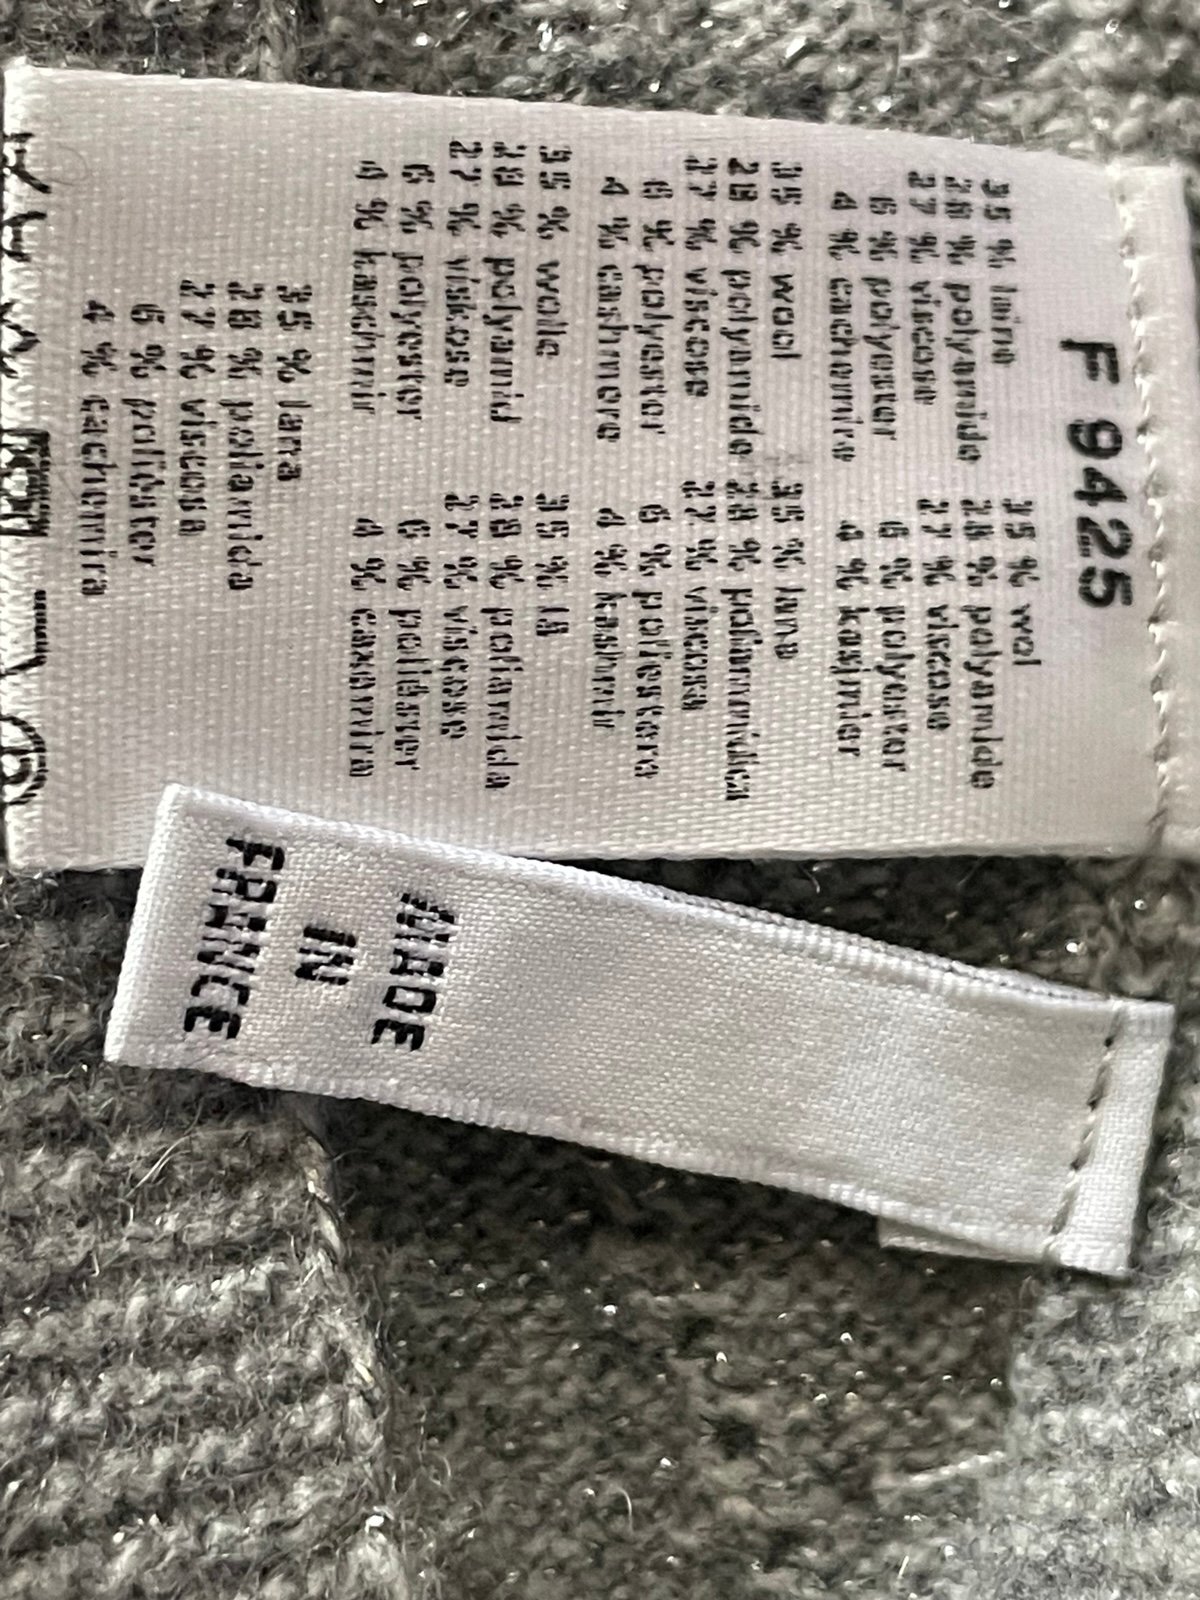 F 9425
35 % laine
28 % polyamide
27 % viscose
6 % polyester
4 % cachemire
35 % wol
28 % polyamide
27 % viscose
6 % polyester
4 % kasjmier
35 % wool
28 % polyamide
27 % viscose
6 % polyester
4 % cashmere
35 % lana
28 % poliammidica
27 % viscosa
6 % poliestere
4 % kashmir
35 % wolle
28 % polyamid
27 % viskose
6 % polyester
4 % kaschmir
35 % lã
28 % poliamida
27 % viscose
6 % poliéster
4 % caxemira
35 % lana
28 % poliamida
27 % viscosa
6 % poliéster
4 % cachemira
MADE
IN
FRANCE